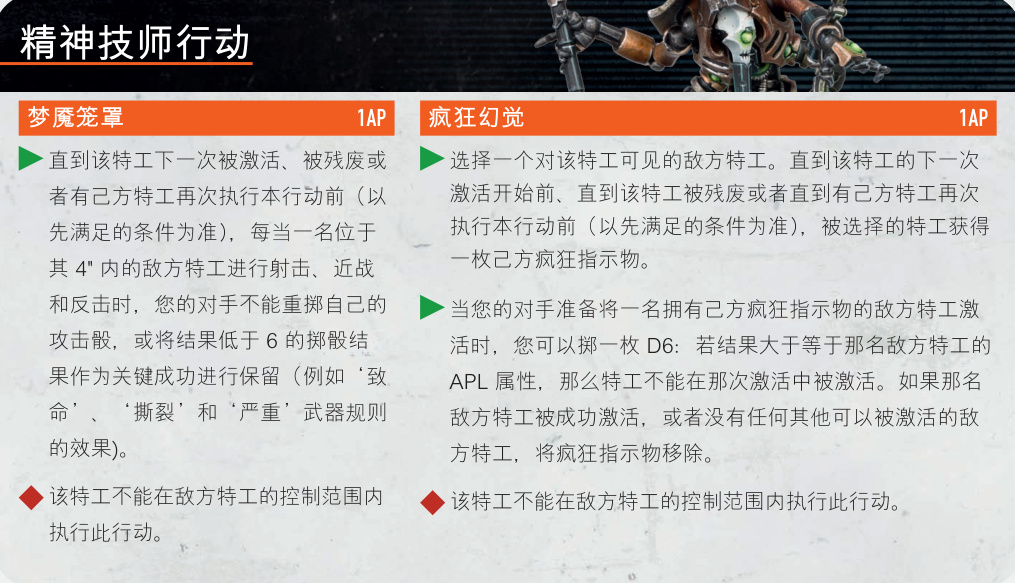 精神技师行动
梦魇笼罩 1AP
直到该特工下一次被激活、被残废或
者有己方特工再次执行本行动前（以
先满足的条件为准），每当一名位于
其 4" 内的敌方特工进行射击、近战
和反击时，您的对手不能重掷自己的
攻击骰，或将结果低于 6 的掷骰结
果作为关键成功进行保留（例如‘致
命’、‘撕裂’和‘严重’武器规则
的效果)。
该特工不能在敌方特工的控制范围内
执行此行动。
疯狂幻觉 1AP
选择一个对该特工可见的敌方特工。直到该特工的下一次
激活开始前、直到该特工被残废或者直到有己方特工再次
执行本行动前（以先满足的条件为准），被选择的特工获得
一枚己方疯狂指示物。
当您的对手准备将一名拥有己方疯狂指示物的敌方特工激
活时，您可以掷一枚 D6：若结果大于等于那名敌方特工的
APL 属性，那么特工不能在那次激活中被激活。如果那名
敌方特工被成功激活，或者没有任何其他可以被激活的敌
方特工，将疯狂指示物移除。
该特工不能在敌方特工的控制范围内执行此行动。